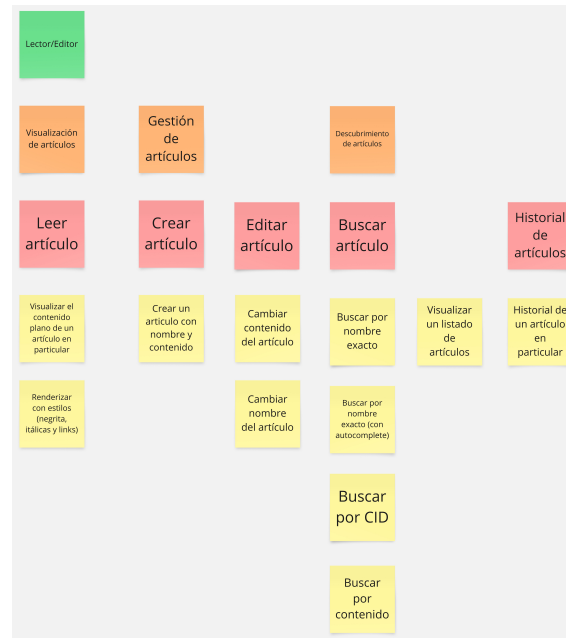 Lector/Editor
Visualización
de artículos
Gestión
de
artículos
Descubrimiento
de artículos
Leer
artículo
Crear
artículo
Editar
artículo
Buscar
artículo
Historial
de
artículos
Visualizar el
contenido
plano de un
artículo en
particular
Crear un
articulo con
nombre y
contenido
Cambiar
contenido
del artículo
Buscar por
nombre
exacto
Visualizar
un listado
de
artículos
Historial de
un artículo
en
particular
Renderizar
con estilos
(negrita,
itálicas y links)
Cambiar
nombre
del artículo
Buscar por
nombre
exacto (con
autocomplete)
Buscar
por CID
Buscar
por
contenido